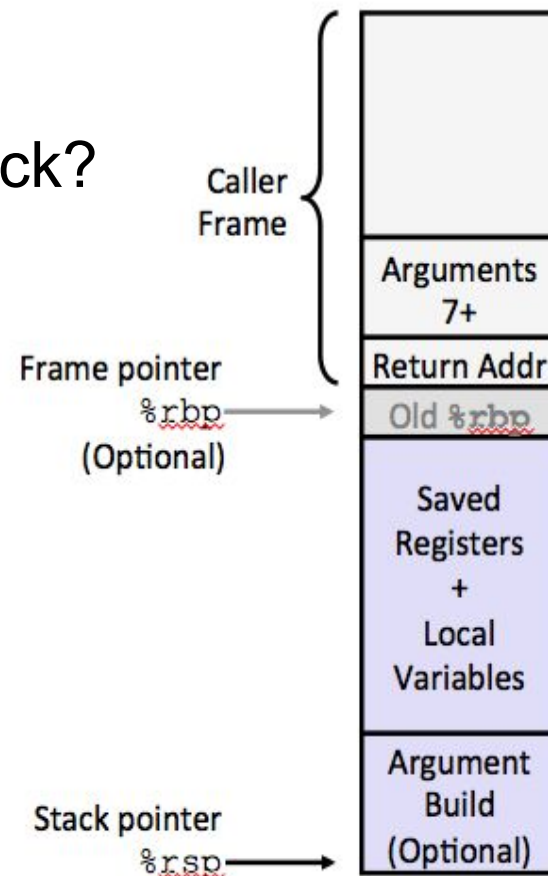 ck?
Caller
Frame
Arguments
7+
Return Addr
Frame pointer
%rbp
(Optional)
Old %rbp
Saved
Registers
+
Local
Variables
Argument
Build
(Optional)
Stack pointer
%rsp